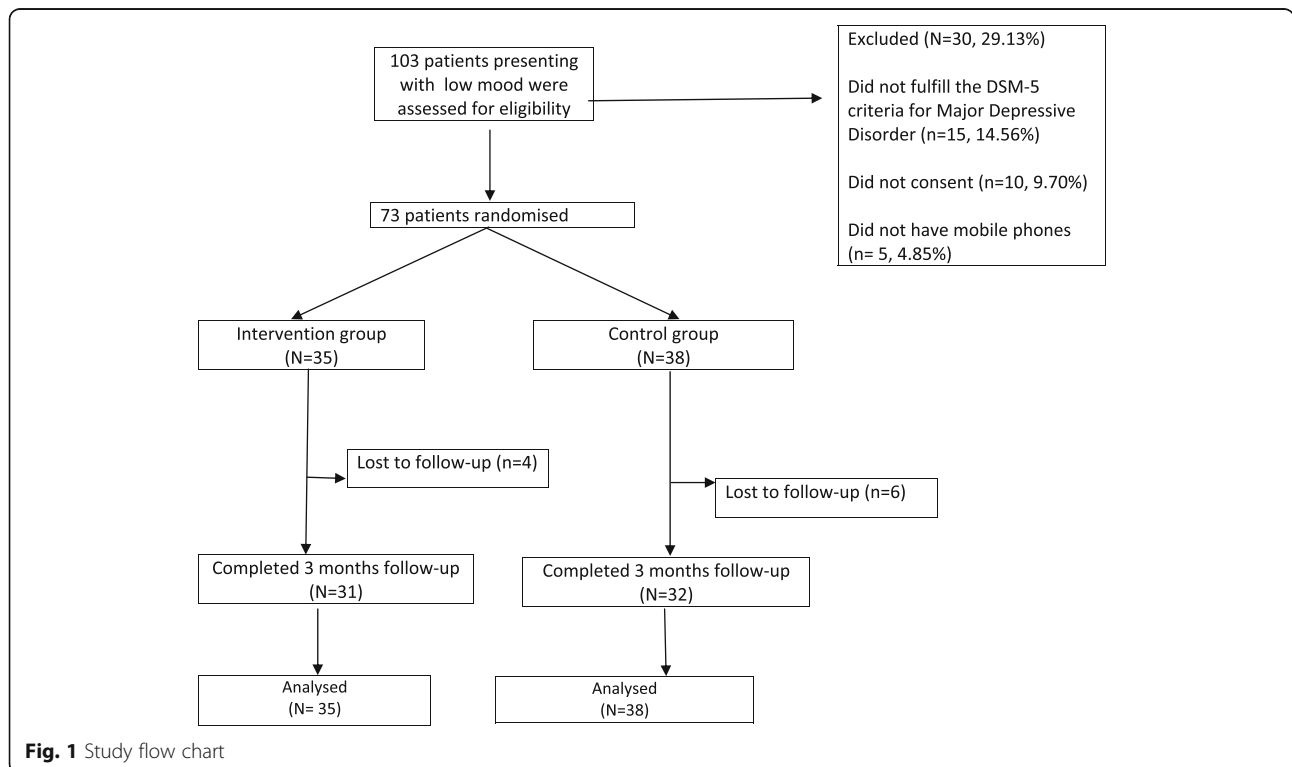 103 patients presenting
with low mood were
assessed for eligibility
Excluded (N=30, 29.13%)
Did not fulfill the DSM-5
criteria for Major Depressive
Disorder (n=15, 14.56%)
Did not consent (n=10, 9.70%)
Did not have mobile phones
(n= 5, 4.85%)
73 patients randomised
Intervention group
(N=35)
Control group
(N=38)
Lost to follow-up (n=4)
Lost to follow-up (n=6)
Completed 3 months follow-up
(N=31)
Completed 3 months follow-up
(N=32)
Analysed
(N= 35)
Analysed
(N=38)
Fig. 1 Study flow chart